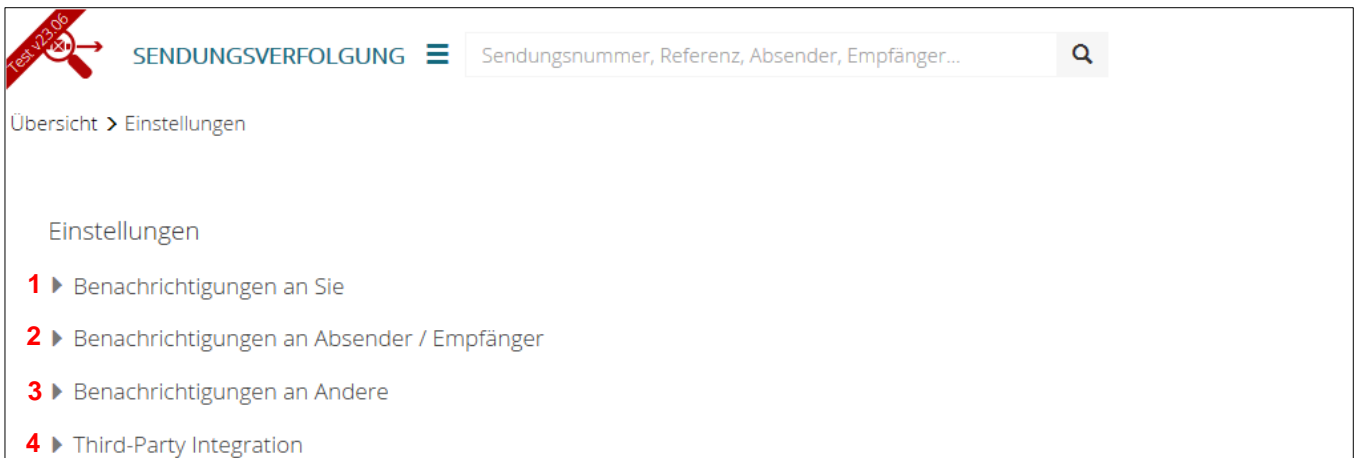 Test v23.06
SENDUNGSVERFOLGUNG Sendungsnummer, Referenz, Absender, Empfänger...
Übersicht > Einstellungen
Einstellungen
1 Benachrichtigungen an Sie
2 Benachrichtigungen an Absender / Empfänger
3 Benachrichtigungen an Andere
4 Third-Party Integration